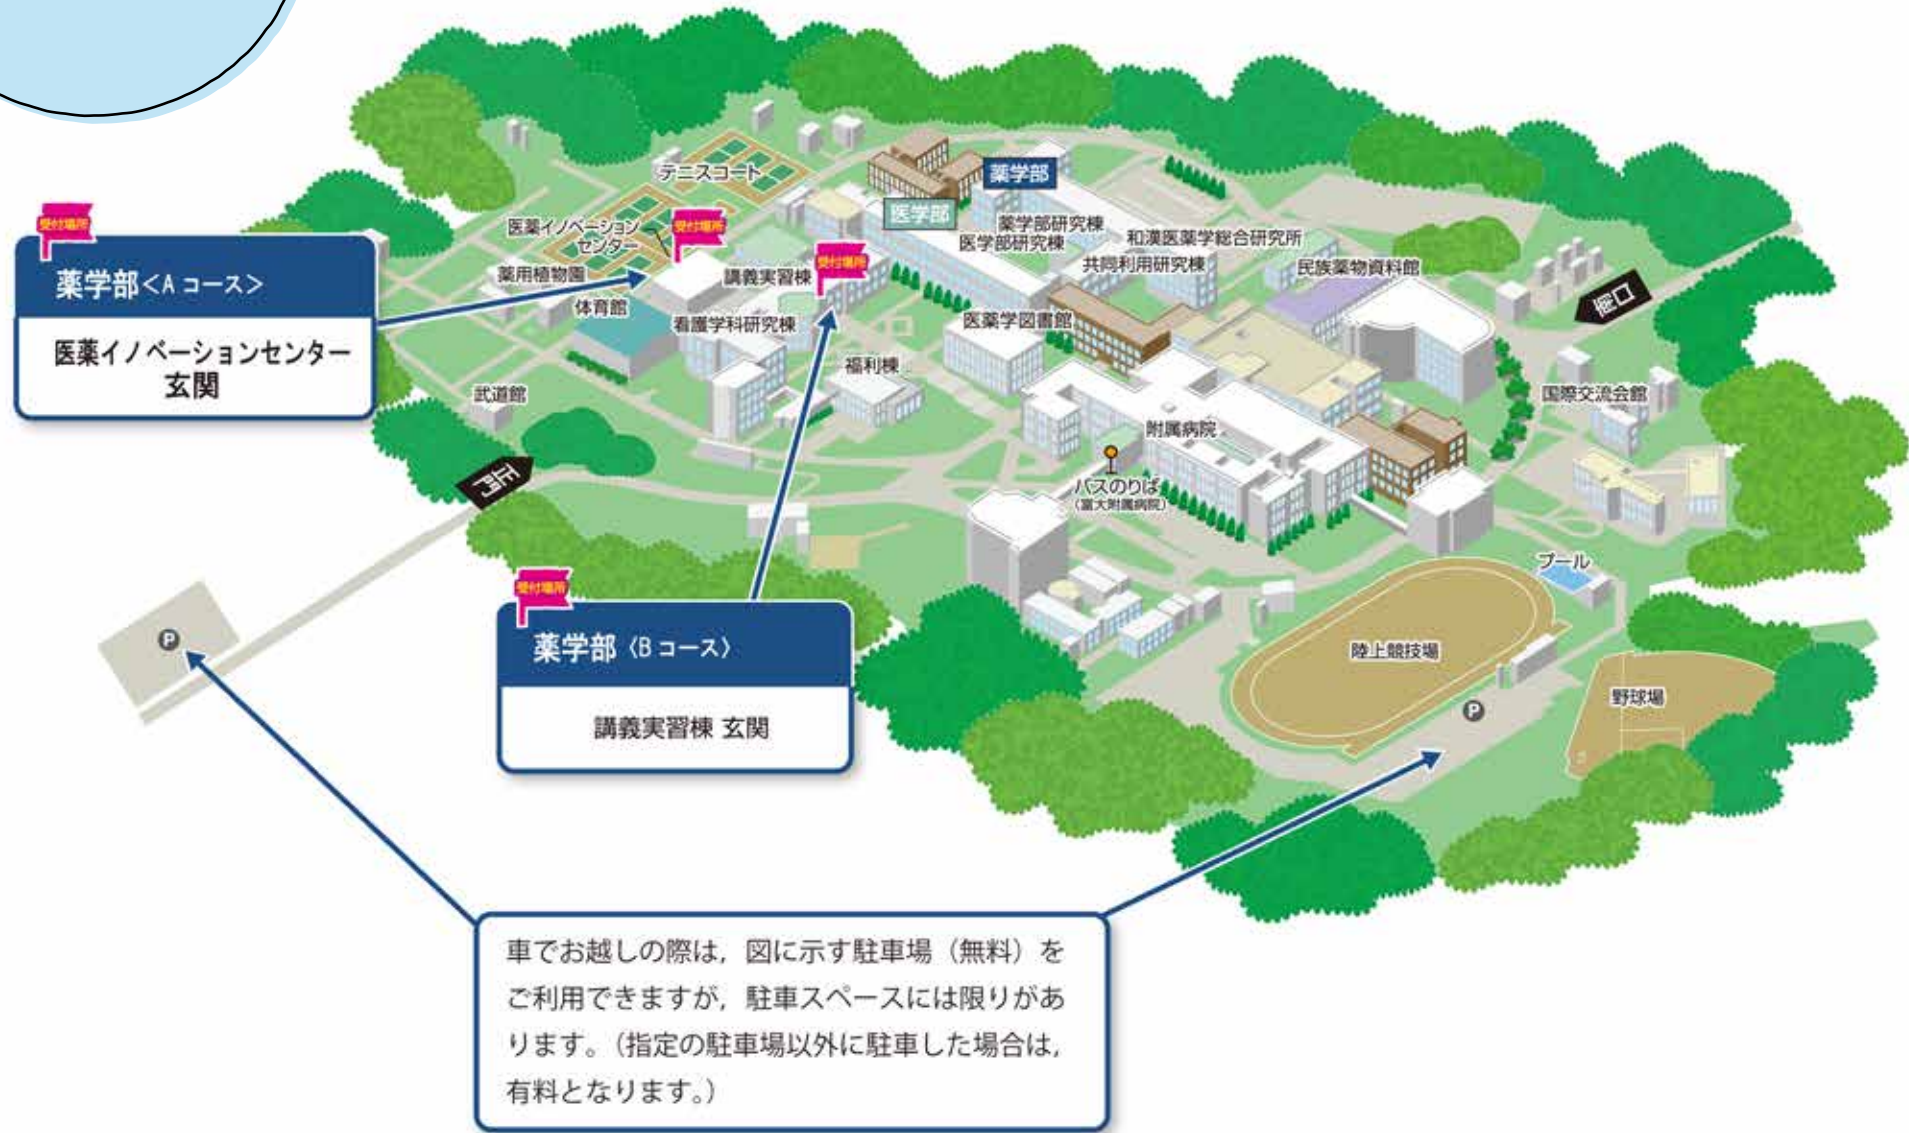 テニスコート
薬学部
医学部
受付場所
受付場所
薬学部<Aコース>
医薬イノベーションセンター
玄関
医薬イノベーション
センター
受付場所
薬学部研究棟
医学部研究棟
和漢医薬学総合研究所
共同利用研究棟
民族薬物資料館
薬用植物園
講義実習棟
受付場所
体育館
看護学科研究棟
医薬学図書館
福利棟
武道館
国際交流会館
附属病院
正門
バスのりば
(富大附属病院)
プール
薬学部〈Bコース〉
講義実習棟 玄関
P
陸上競技場
野球場
P
車でお越しの際は，図に示す駐車場（無料）を
ご利用できますが，駐車スペースには限りがあ
ります。（指定の駐車場以外に駐車した場合は，
有料となります。）